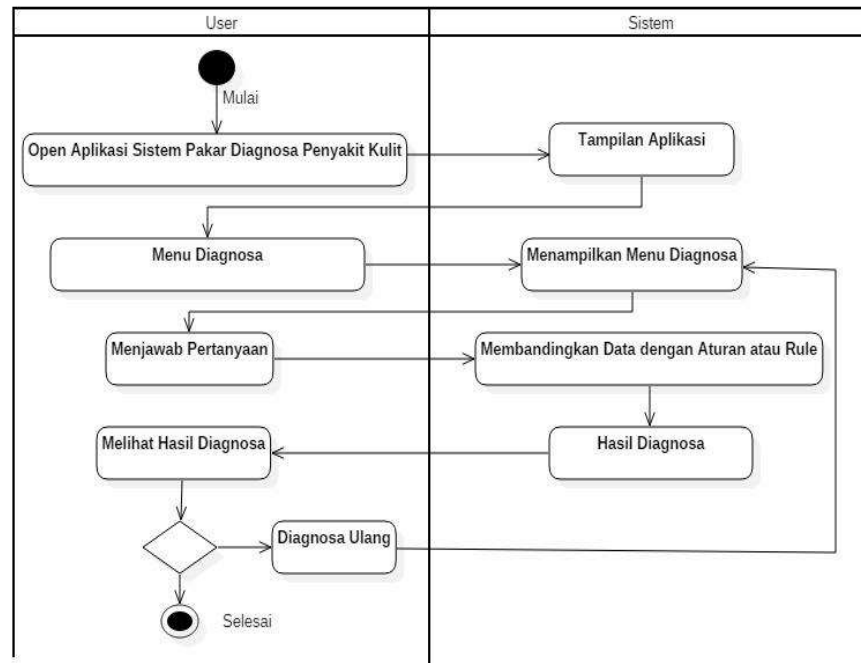 User
Sistem
Mulai
Open Aplikasi Sistem Pakar Diagnosa Penyakit Kulit
Tampilan Aplikasi
Menu Diagnosa
Menampilkan Menu Diagnosa
Menjawab Pertanyaan
Membandingkan Data dengan Aturan atau Rule
Melihat Hasil Diagnosa
Hasil Diagnosa
Diagnosa Ulang
Selesai